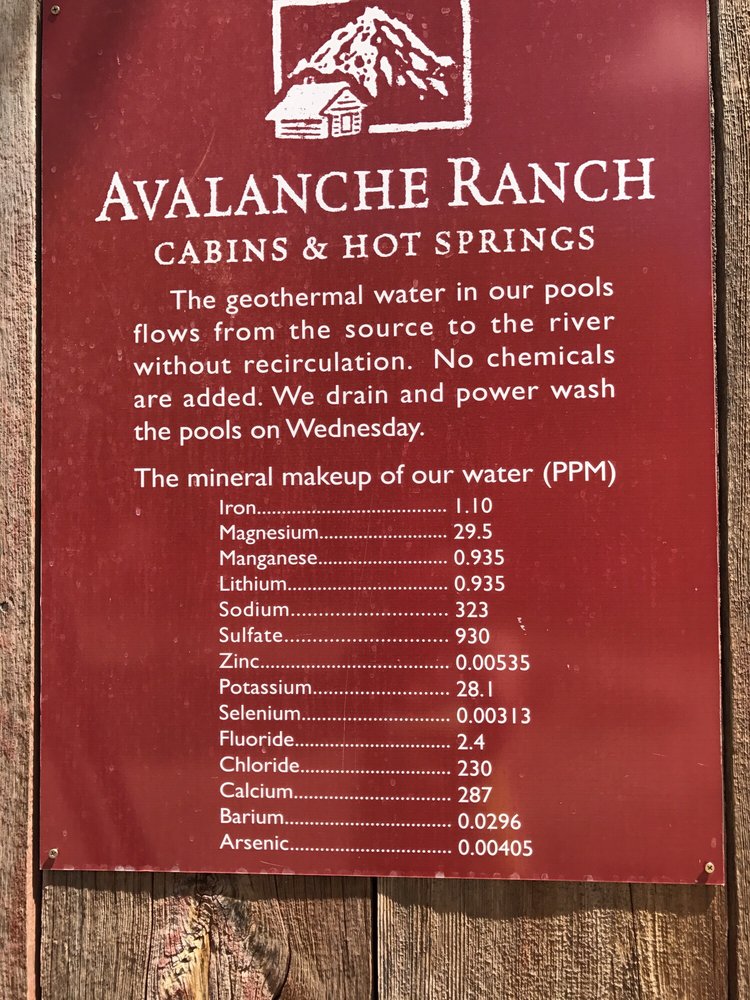 AVALANCHE RANCH
CABINS & HOT SPRINGS
The geothermal water in our pools
flows from the source to the river
without recirculation. No chemicals
are added. We drain and power wash
the pools on Wednesday.
The mineral makeup of our water (PPM)
Iron...................................... 1.10
Magnesium.......................... 29.5
Manganese.......................... 0.935
Lithium................................ 0.935
Sodium................................ 323
Sulfate................................. 930
Zinc...................................... 0.00535
Potassium........................... 28.1
Selenium............................. 0.00313
Fluoride............................... 2.4
Chloride.............................. 230
Calcium................................ 287
Barium................................. 0.0296
Arsenic................................ 0.00405